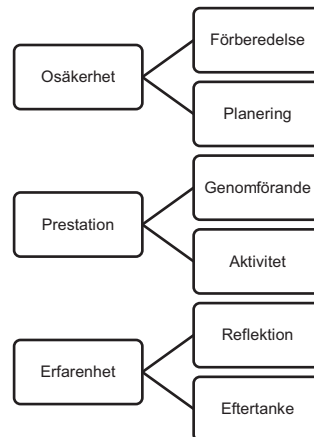 Osäkerhet
Förberedelse
Planering
Prestation
Genomförande
Aktivitet
Erfarenhet
Reflektion
Eftertanke